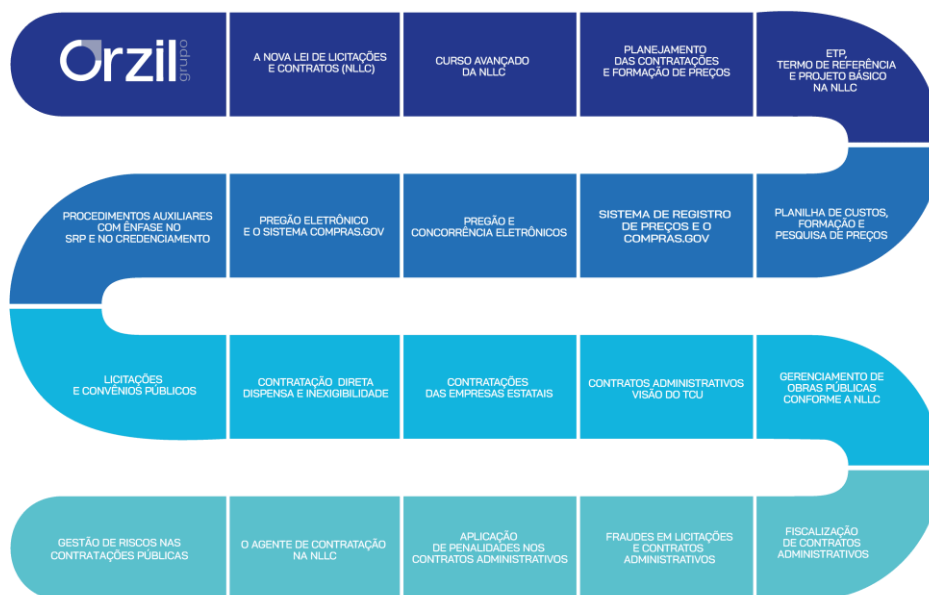 Orzil
grupo
A NOVA LEI DE LICITAÇÕES
E CONTRATOS (NLLC)
CURSO AVANÇADO
DA NLLC
PLANEJAMENTO
DAS CONTRATAÇÕES
E FORMAÇÃO DE PREÇOS
ETP,
TERMO DE REFERÊNCIA
E PROJETO BÁSICO
NA NLLC
PLANILHA DE CUSTOS,
FORMAÇÃO E
PESQUISA DE PREÇOS
SISTEMA DE REGISTRO
DE PREÇOS E O
COMPRAS.GOV
PREGÃO E
CONCORRÊNCIA ELETRÔNICOS
PREGÃO ELETRÔNICO
E O SISTEMA COMPRAS.GOV
PROCEDIMENTOS AUXILIARES
COM ÊNFASE NO
SRP E NO CREDENCIAMENTO
LICITAÇÕES
E CONVÊNIOS PÚBLICOS
CONTRATAÇÃO DIRETA
DISPENSA E INEXIGIBILIDADE
CONTRATAÇÕES
DAS EMPRESAS ESTATAIS
CONTRATOS ADMINISTRATIVOS
VISÃO DO TCU
GERENCIAMENTO DE
OBRAS PÚBLICAS
CONFORME A NLLC
FISCALIZAÇÃO
DE CONTRATOS
ADMINISTRATIVOS
FRAUDES EM LICITAÇÕES
E CONTRATOS
ADMINISTRATIVOS
APLICAÇÃO
DE PENALIDADES NOS
CONTRATOS ADMINISTRATIVOS
O AGENTE DE CONTRATAÇÃO
NA NLLC
GESTÃO DE RISCOS NAS
CONTRATAÇÕES PÚBLICAS